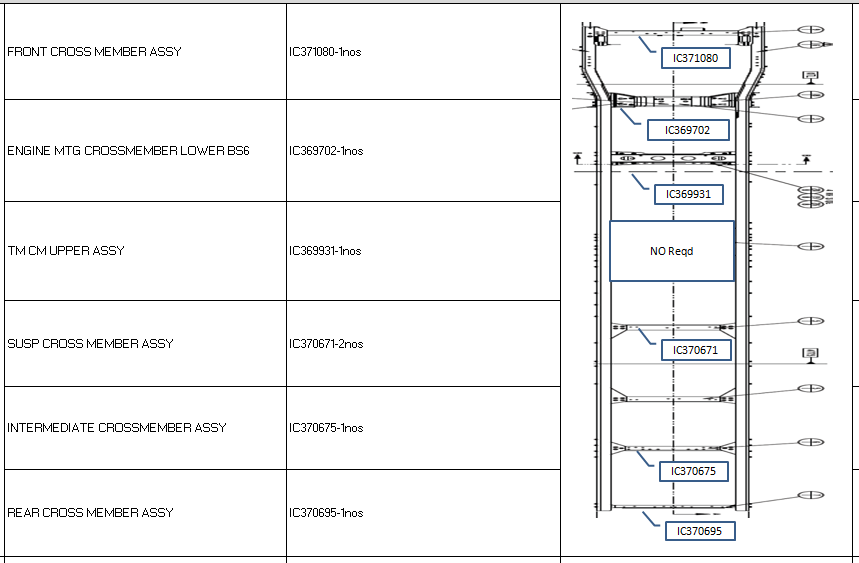 FRONT CROSS MEMBER ASSY IC371080-1nos
ENGINE MTG CROSSMEMBER LOWER BS6 IC369702-1nos
TM CM UPPER ASSY IC369931-1nos
SUSP CROSS MEMBER ASSY IC370671-2nos
INTERMEDIATE CROSSMEMBER ASSY IC370675-1nos
REAR CROSS MEMBER ASSY IC370695-1nos
IC371080
IC369702
IC369931
NO Reqd
IC370671
IC370675
IC370695